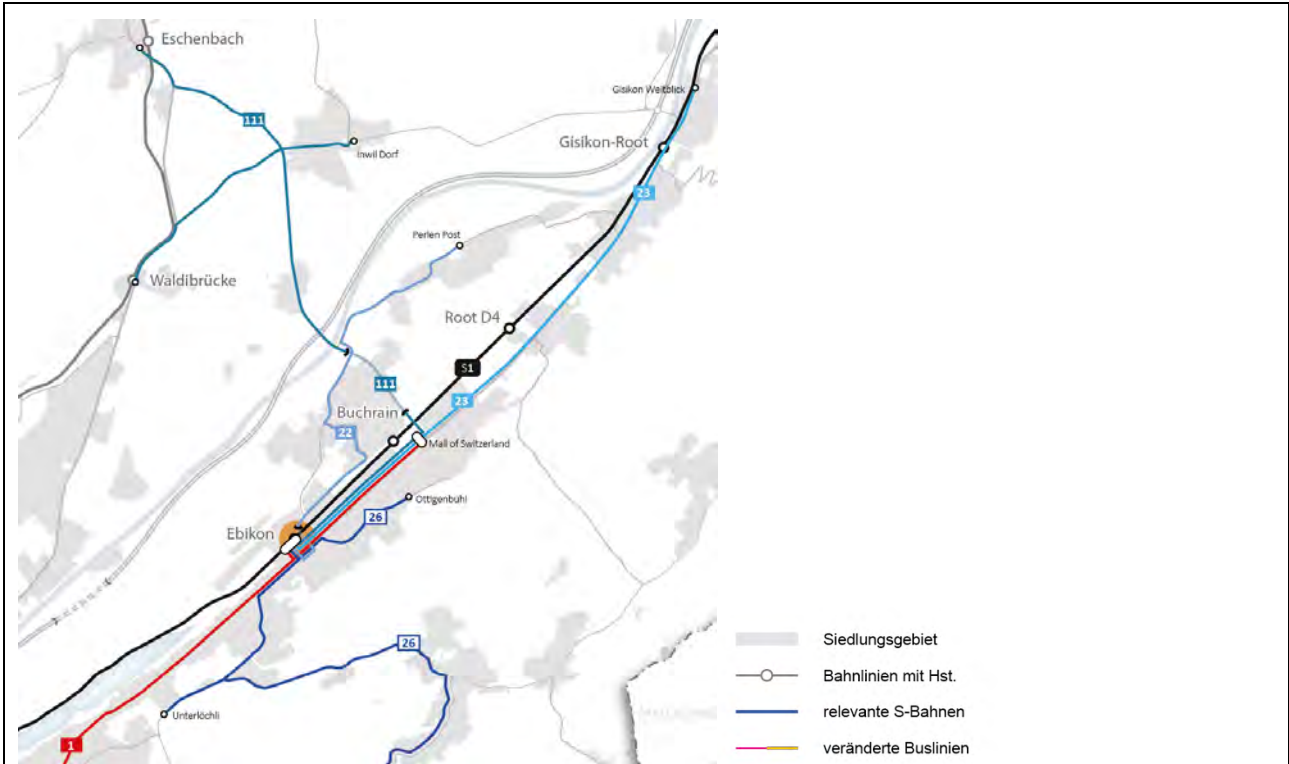 Eschenbach
Gisikon Weitblick
111
Gisikon-Root
Inwil Dorf
23
Perlen Post
Waldibrücke
Root D4
S1
111
23
Buchrain
22
Mall of Switzerland
Ottigenbühl
26
Ebikon
26
Unterlöchli
1
Siedlungsgebiet
Bahnlinien mit Hst.
relevante S-Bahnen
veränderte Buslinien